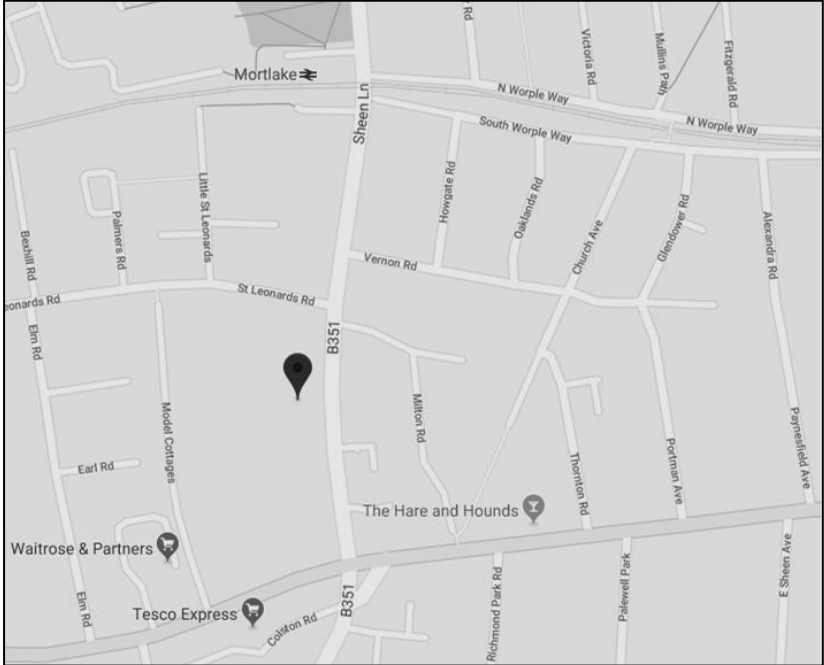 Rd
Victoria Rd
Mullins Path
Fitzgerald Rd
Mortlake
N Worple Way
N Worple Way
Sheen Ln
South Worple Way
Howgate Rd
Oaklands Rd
Church Ave
Glendower Rd
Alexandra Rd
Little St Leonards
Palmers Rd
Bexhill Rd
Vernon Rd
eonards Rd
St Leonards Rd
Elm Rd
B351
Model Cottages
Milton Rd
Paynesfield Ave
Earl Rd
Thornton Rd
Portman Ave
The Hare and Hounds
Waitrose & Partners
Elm Rd
Tesco Express
Colston Rd
B351
Richmond Park Rd
Palewell Park
E Sheen Ave